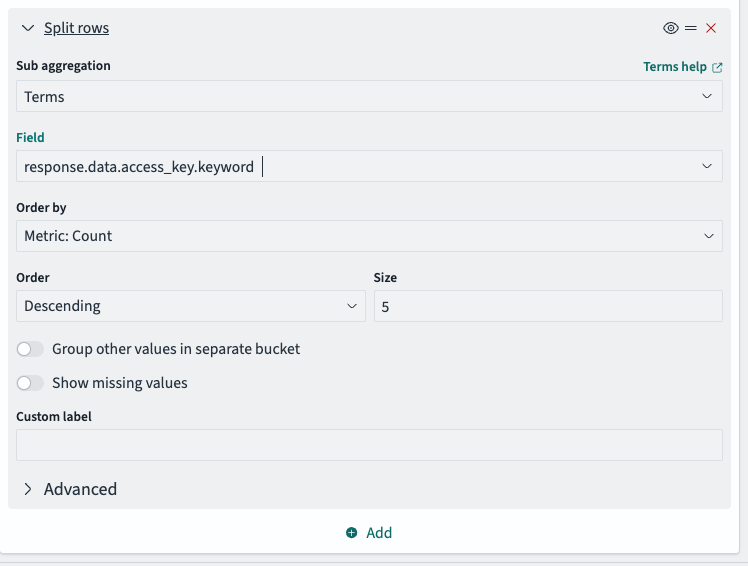 Split rows
Sub aggregation
Terms help
Terms
Field
response.data.access_key.keyword
Order by
Metric: Count
Order
Size
Descending
5
Group other values in separate bucket
Show missing values
Custom label
Advanced
Add